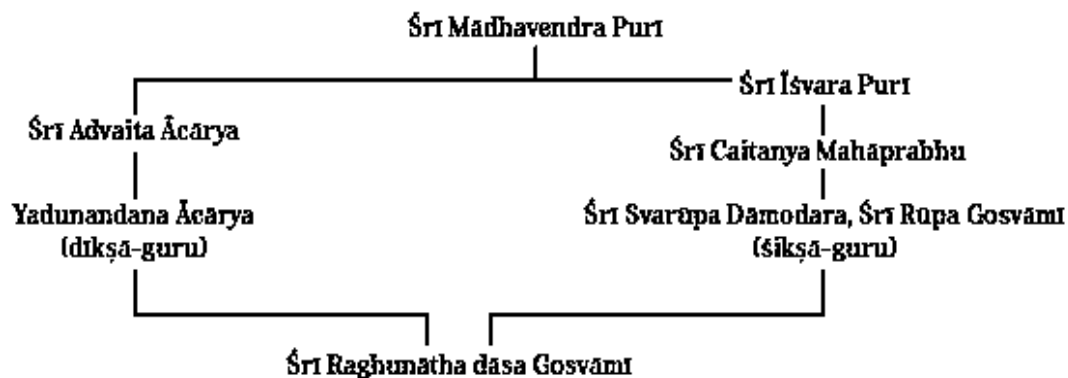 Śrī Mādhavendra Purī
Śrī Īśvara Purī
Śrī Advaita Ācārya
Śrī Caitanya Mahāprabhu
Yadunandana Ācārya
(dīkṣā-guru)
Śrī Svarūpa Dāmodara, Śrī Rūpa Gosvāmī
(śikṣā-guru)
Śrī Raghunātha dāsa Gosvāmī